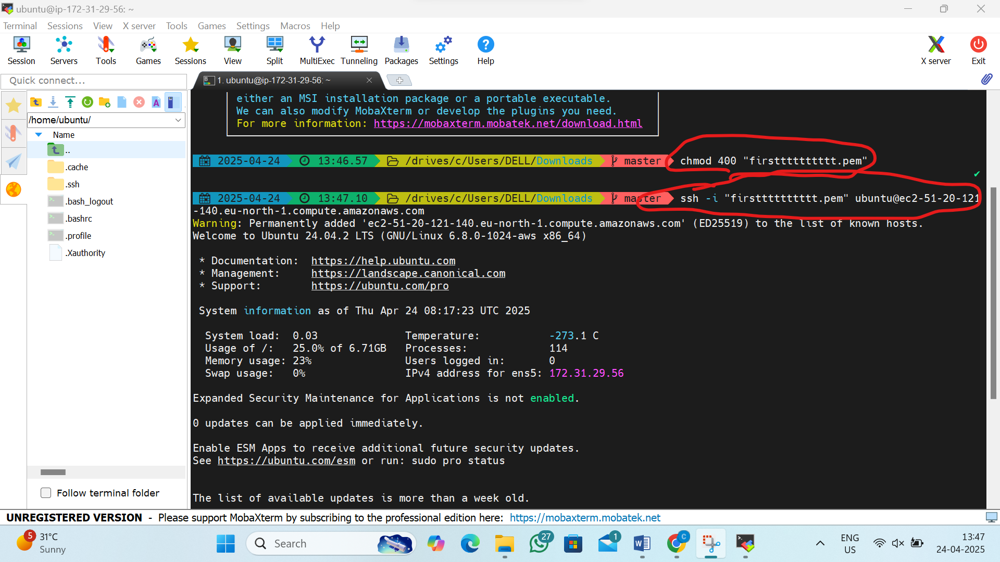 ubuntu@ip-172-31-29-56: ~
Terminal Sessions View X server Tools Games Settings Macros Help
Session Servers Tools Games Sessions View Split MultiExec Tunneling Packages Settings Help X server Exit
Quick connect...
1. ubuntu@ip-172-31-29-56: ~
/home/ubuntu/
Name
..
.cache
.ssh
.bash_logout
.bashrc
.profile
.Xauthority
Follow terminal folder
either an MSI installation package or a portable executable.
We can also modify MobaXterm or develop the plugins you need.
For more information: https://mobaxterm.mobatek.net/download.html
2025-04-24 13:46.57 /drives/c/Users/DELL/Downloads master chmod 400 "firstttttttttt.pem"
2025-04-24 13:47.10 /drives/c/Users/DELL/Downloads master ssh -i "firstttttttttt.pem" ubuntu@ec2-51-20-121
-140.eu-north-1.compute.amazonaws.com
Warning: Permanently added 'ec2-51-20-121-140.eu-north-1.compute.amazonaws.com' (ED25519) to the list of known hosts.
Welcome to Ubuntu 24.04.2 LTS (GNU/Linux 6.8.0-1024-aws x86_64)
* Documentation: https://help.ubuntu.com
* Management: https://landscape.canonical.com
* Support: https://ubuntu.com/pro
System information as of Thu Apr 24 08:17:23 UTC 2025
System load: 0.03 Temperature: -273.1 C
Usage of /: 25.0% of 6.71GB Processes: 114
Memory usage: 23% Users logged in: 0
Swap usage: 0% IPv4 address for ens5: 172.31.29.56
Expanded Security Maintenance for Applications is not enabled.
0 updates can be applied immediately.
Enable ESM Apps to receive additional future security updates.
See https://ubuntu.com/esm or run: sudo pro status
The list of available updates is more than a week old.
UNREGISTERED VERSION - Please support MobaXterm by subscribing to the professional edition here: https://mobaxterm.mobatek.net
5
31°C
Sunny
Search
27
1
C
ENG
US
13:47
24-04-2025